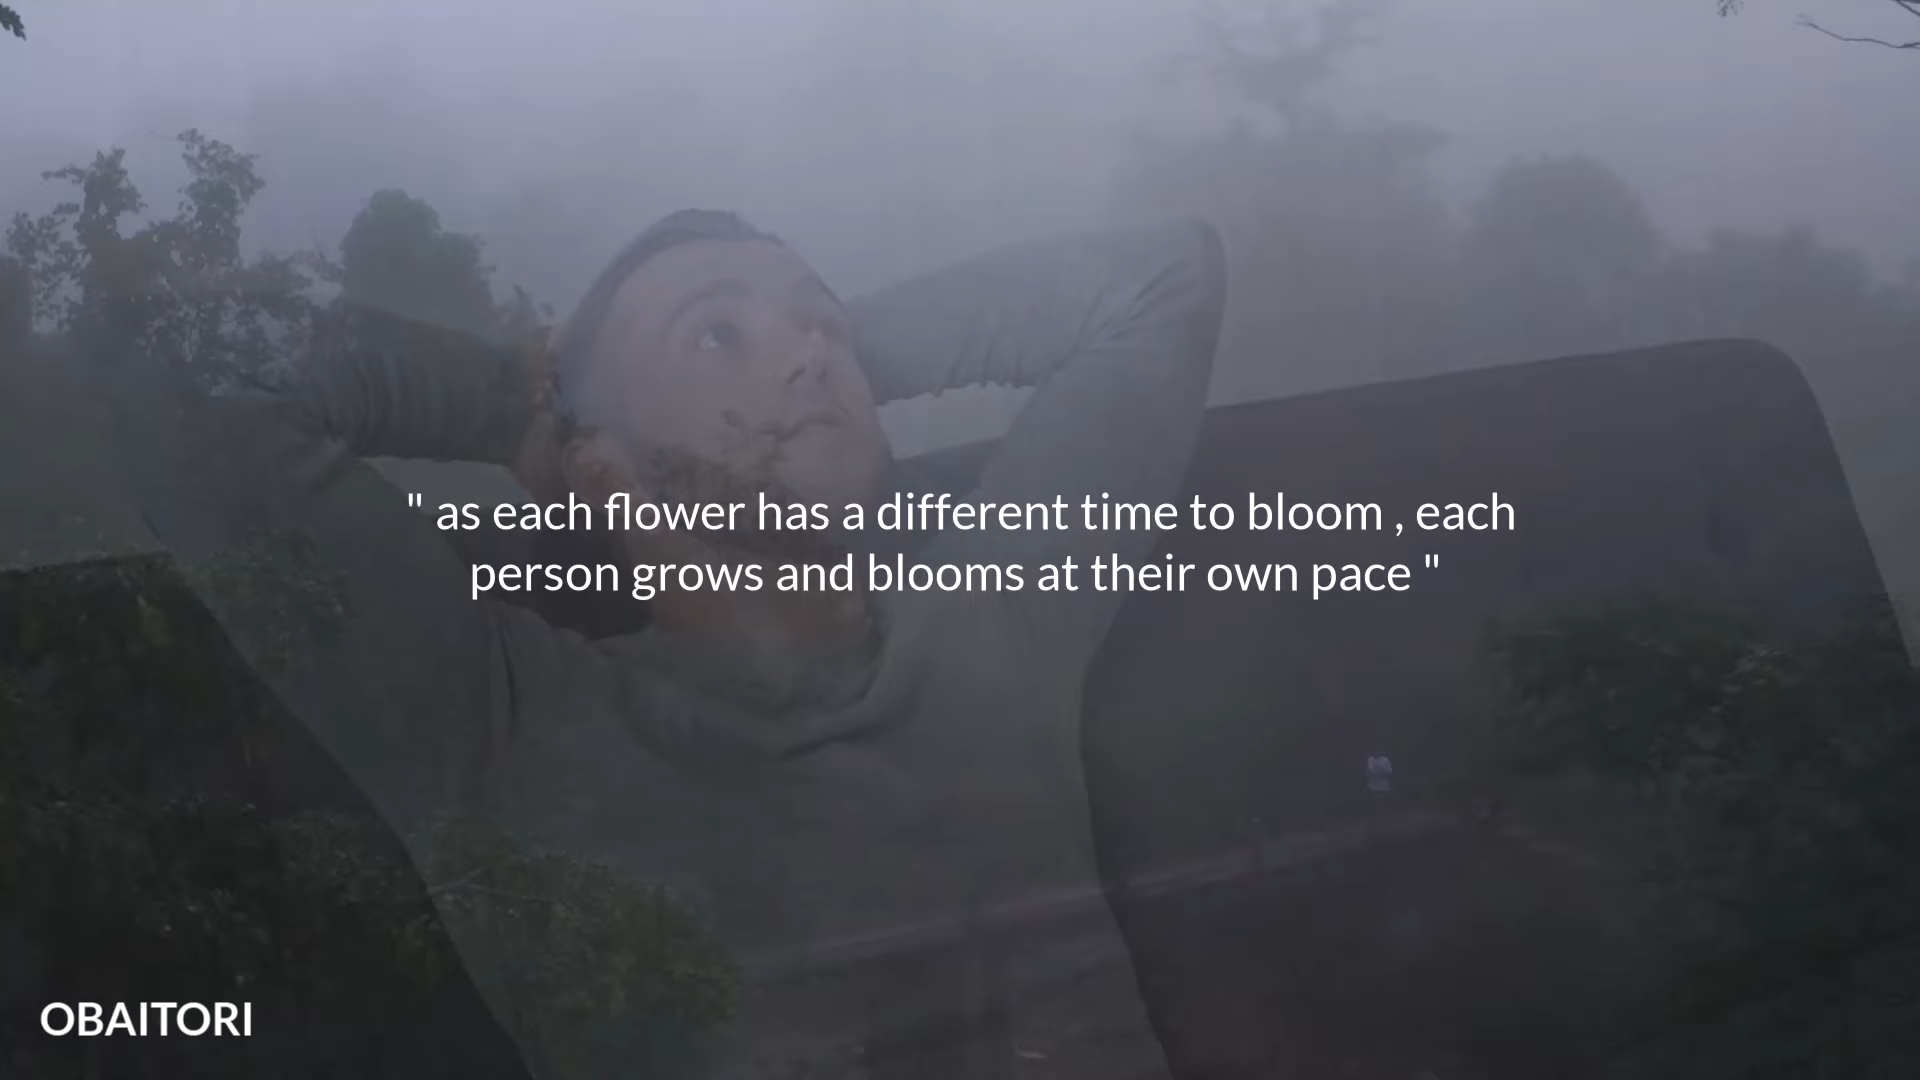 " as each flower has a different time to bloom , each
person grows and blooms at their own pace "
OBAITORI